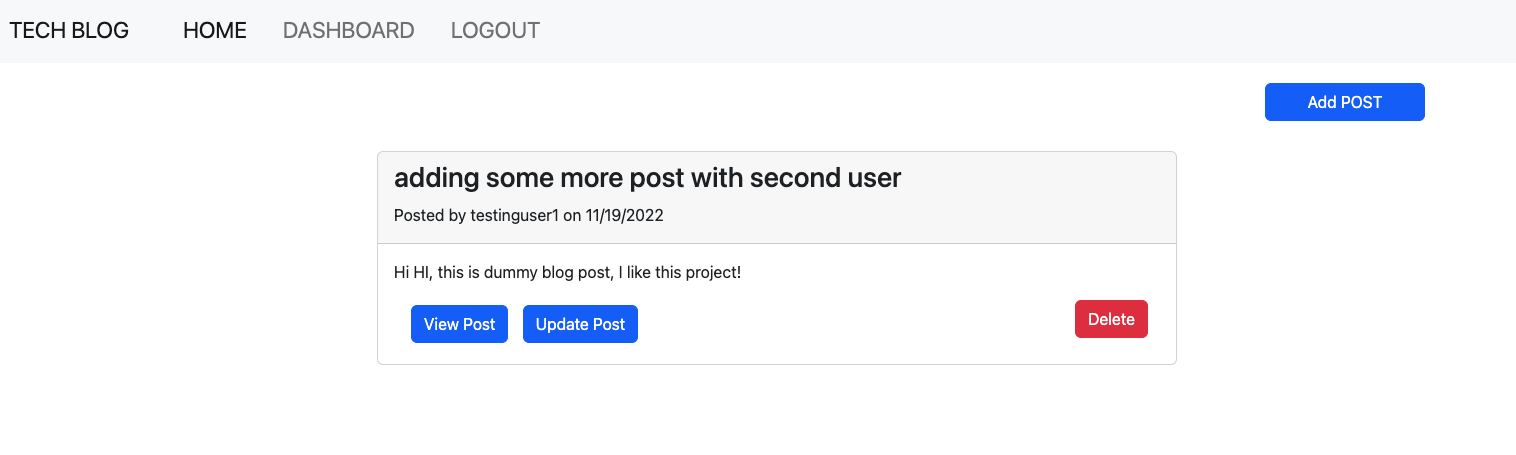 TECH BLOG HOME DASHBOARD LOGOUT
Add POST
adding some more post with second user
Posted by testinguser1 on 11/19/2022
Hi HI, this is dummy blog post, I like this project!
View Post Update Post Delete